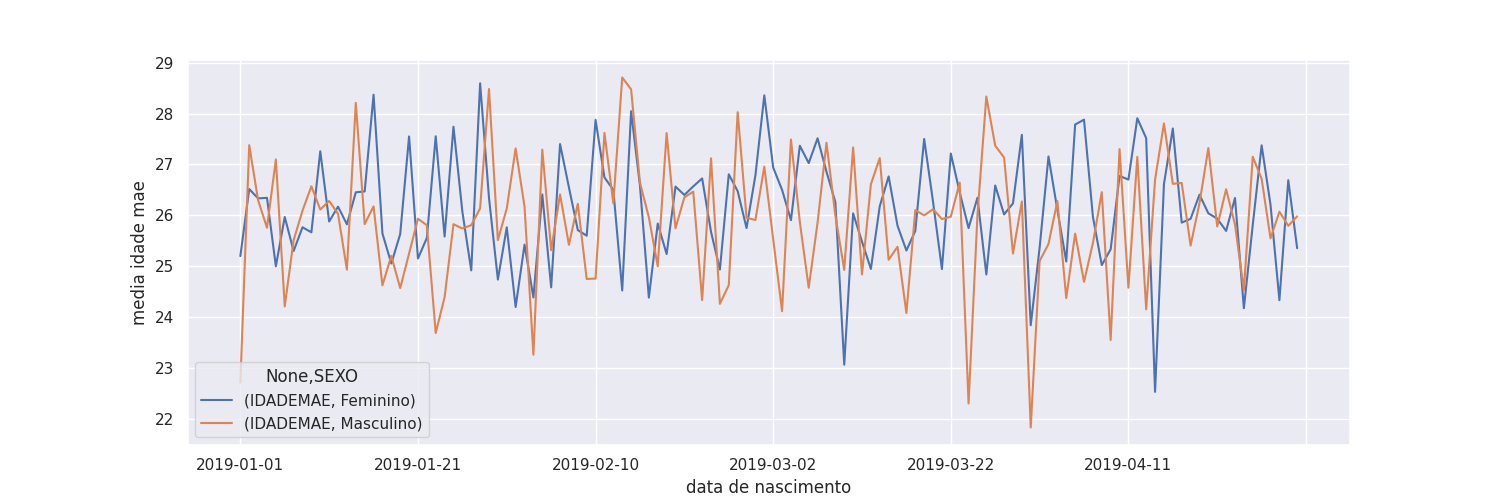 29
28
27
26
25
24
23
22
media idade mae
None,SEXO
(IDADEMAE, Feminino)
(IDADEMAE, Masculino)
2019-01-01 2019-01-21 2019-02-10 2019-03-02 2019-03-22 2019-04-11
data de nascimento